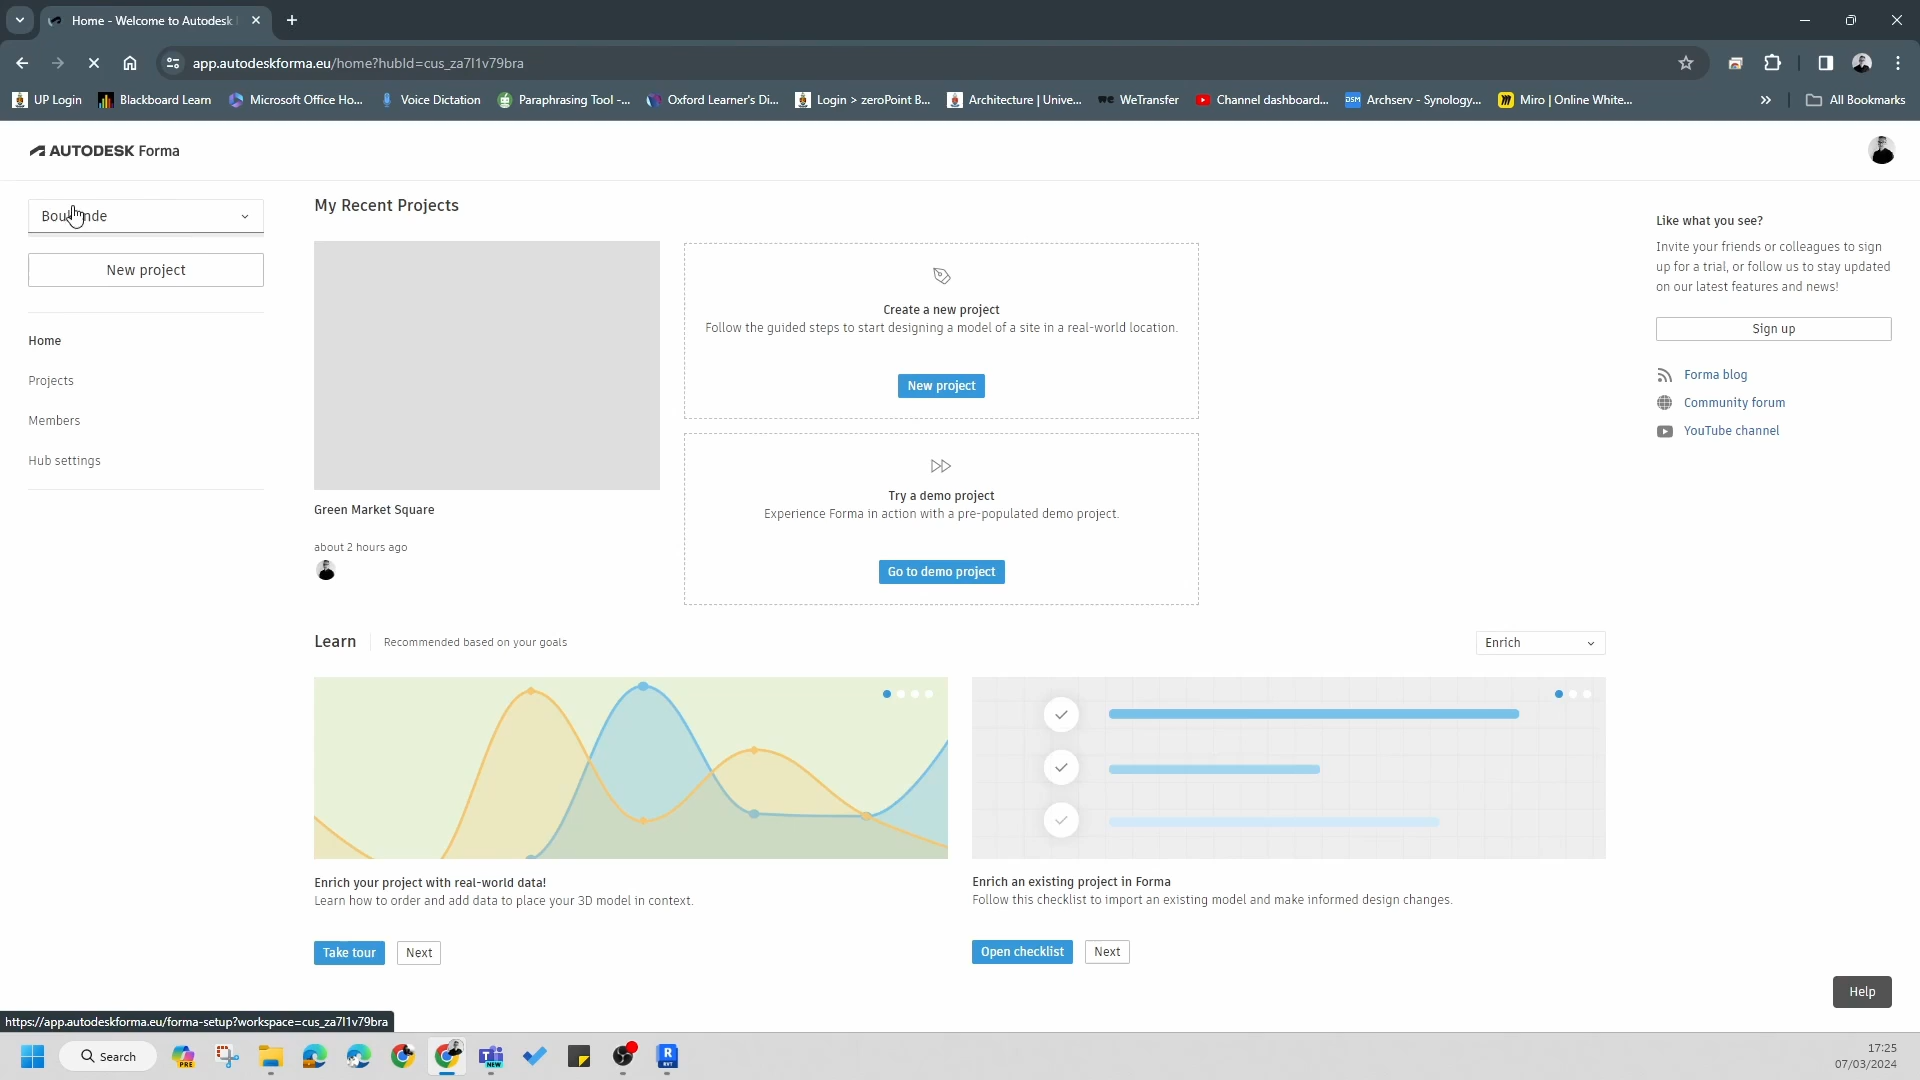 Home - Welcome to Autodesk
app.autodeskforma.eu/home?hubId=cus_za7l1v79bra
UP Login
Blackboard Learn
Microsoft Office Ho...
Voice Dictation
Paraphrasing Tool -...
Oxford Learner's Di...
Login > zeroPoint B...
Architecture | Unive...
WeTransfer
Channel dashboard...
Archserv - Synology...
Miro | Online White...
All Bookmarks
AUTODESK Forma
New project
Home
Projects
Members
Hub settings
My Recent Projects
Green Market Square
about 2 hours ago
Create a new project
Follow the guided steps to start designing a model of a site in a real-world location.
New project
Try a demo project
Experience Forma in action with a pre-populated demo project.
Go to demo project
Like what you see?
Invite your friends or colleagues to sign
up for a trial, or follow us to stay updated
on our latest features and news!
Sign up
Forma blog
Community forum
YouTube channel
Learn
Recommended based on your goals
Enrich
Enrich your project with real-world data!
Learn how to order and add data to place your 3D model in context.
Take tour
Next
Enrich an existing project in Forma
Follow this checklist to import an existing model and make informed design changes.
Open checklist
Next
Help
https://app.autodeskforma.eu/forma-setup?workspace=cus_za7l1v79bra
Search
PRE
NEW
17:25
07/03/2024